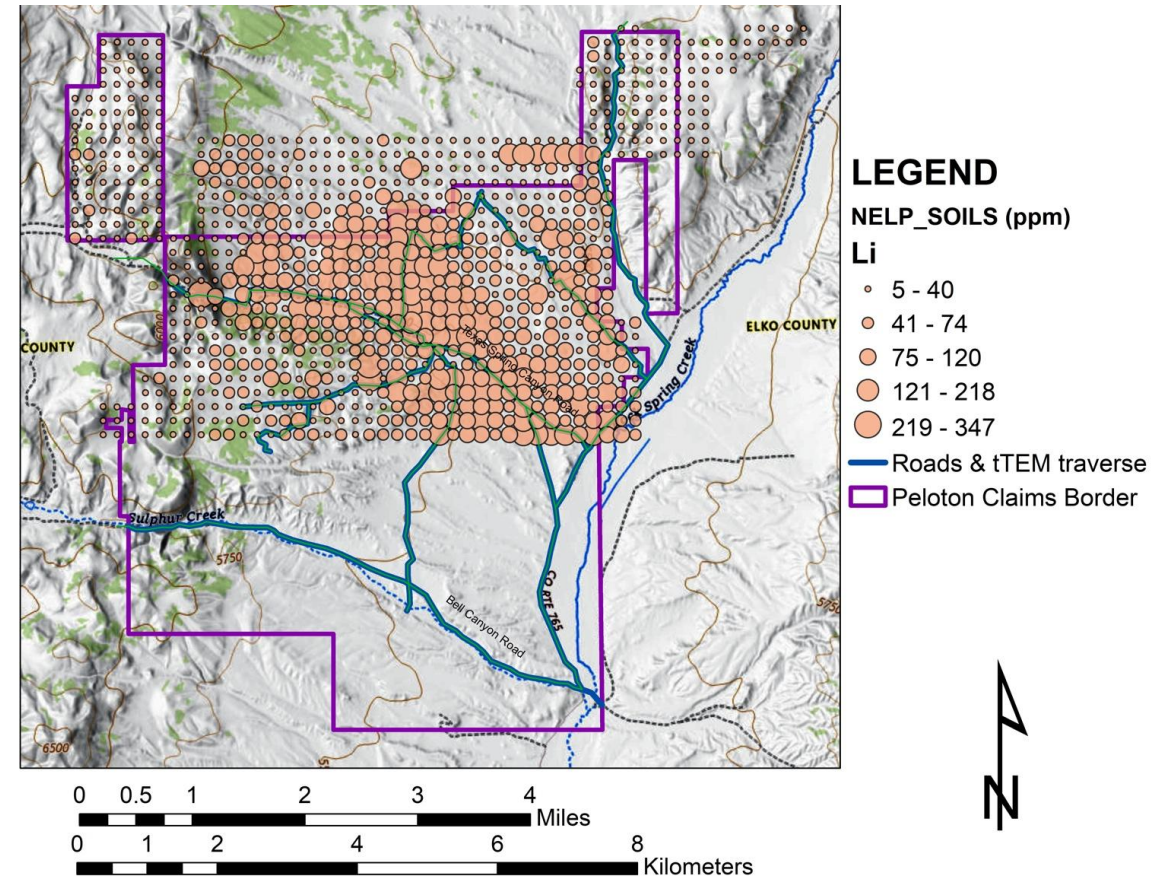 LEGEND
NELP_SOILS (ppm)
Li
5 - 40
41 - 74
75 - 120
121 - 218
219 - 347
Roads & tTEM traverse
Peloton Claims Border
ELKO COUNTY
COUNTY
6000
Texas Spring Canyon Road
Spring Creek
Sulphur Creek
5750
Bell Canyon Road
CO RTE 765
5750
6500
N
0 0.5 1 2 3 4
Miles
0 1 2 4 6 8
Kilometers